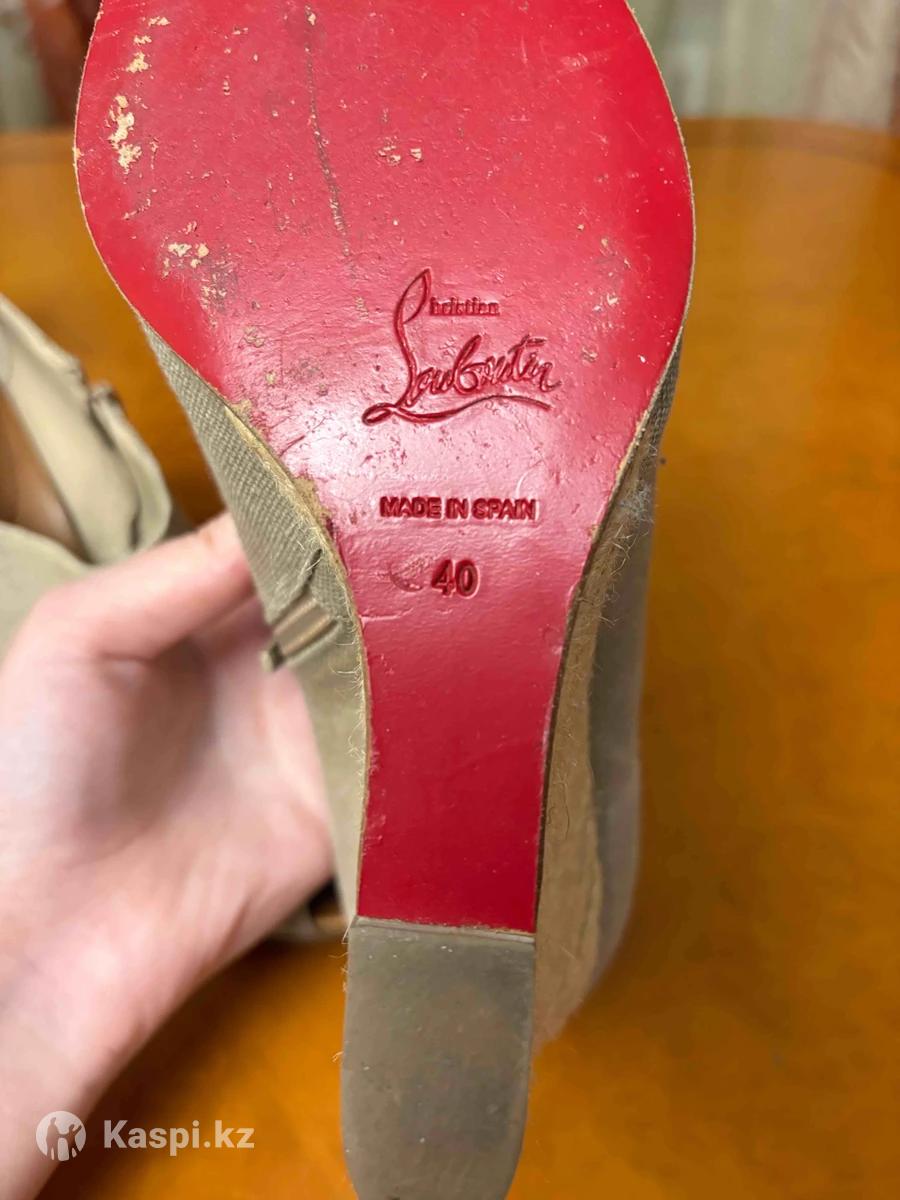 Christian
Louboutin
MADE IN SPAIN
40
Kaspi.kz